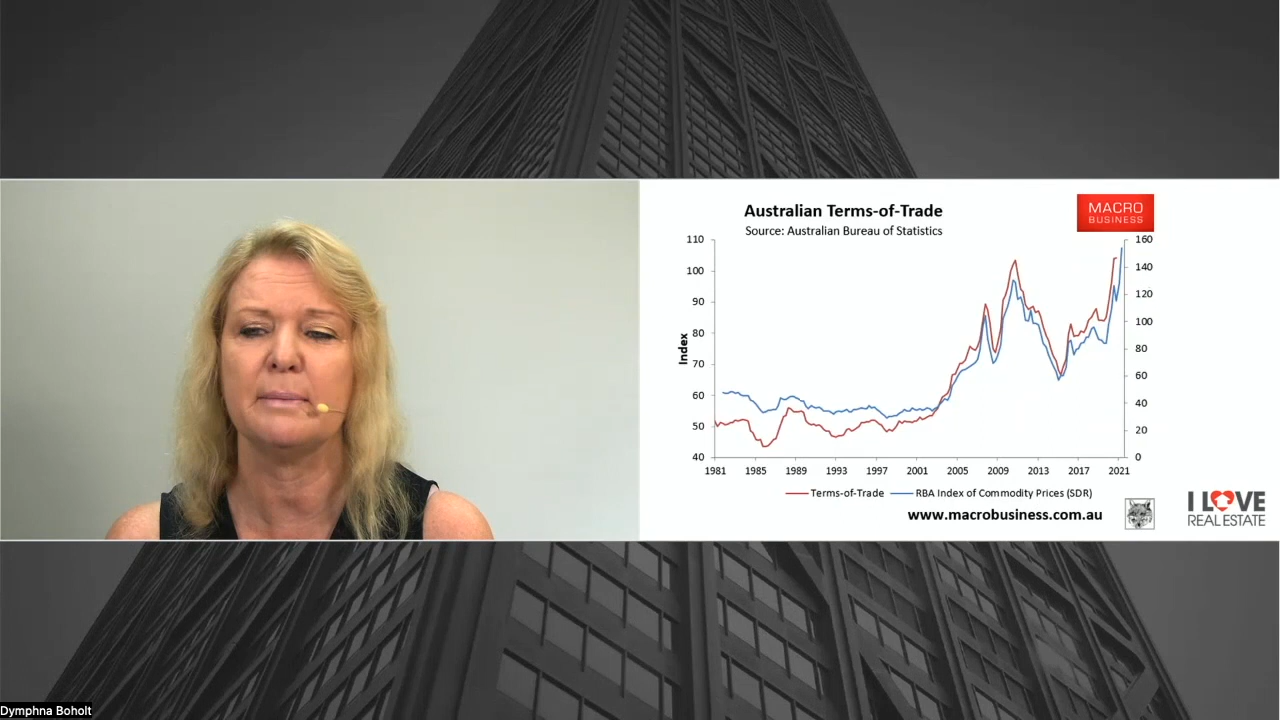 Australian Terms-of-Trade
Source: Australian Bureau of Statistics
MACRO
BUSINESS
110
100
90
80
70
60
50
40
Index
160
140
120
100
80
60
40
20
0
1981 1985 1989 1993 1997 2001 2005 2009 2013 2017 2021
Terms-of-Trade RBA Index of Commodity Prices (SDR)
www.macrobusiness.com.au
I LOVE
REAL ESTATE
Dymphna Boholt